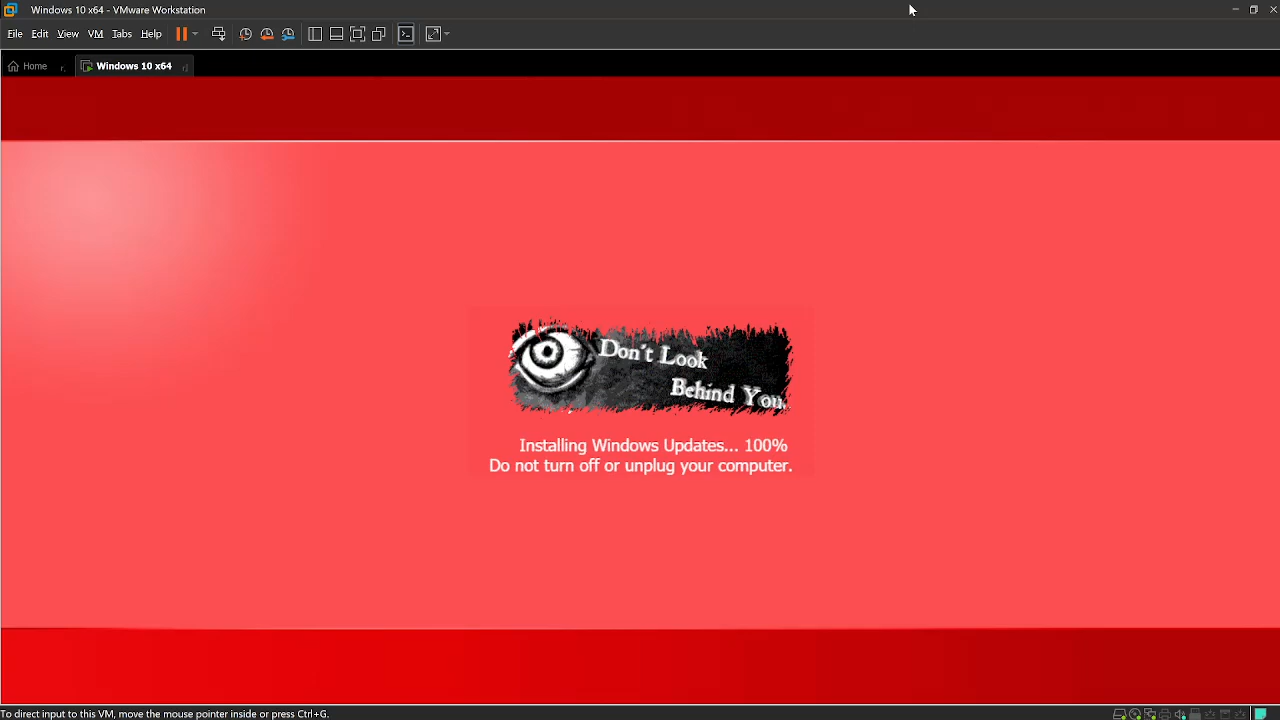 Windows 10 x64 - VMware Workstation
File Edit View VM Tabs Help
Home Windows 10 x64
Don't Look
Behind You.
Installing Windows Updates... 100%
Do not turn off or unplug your computer.
To direct input to this VM, move the mouse pointer inside or press Ctrl+G.